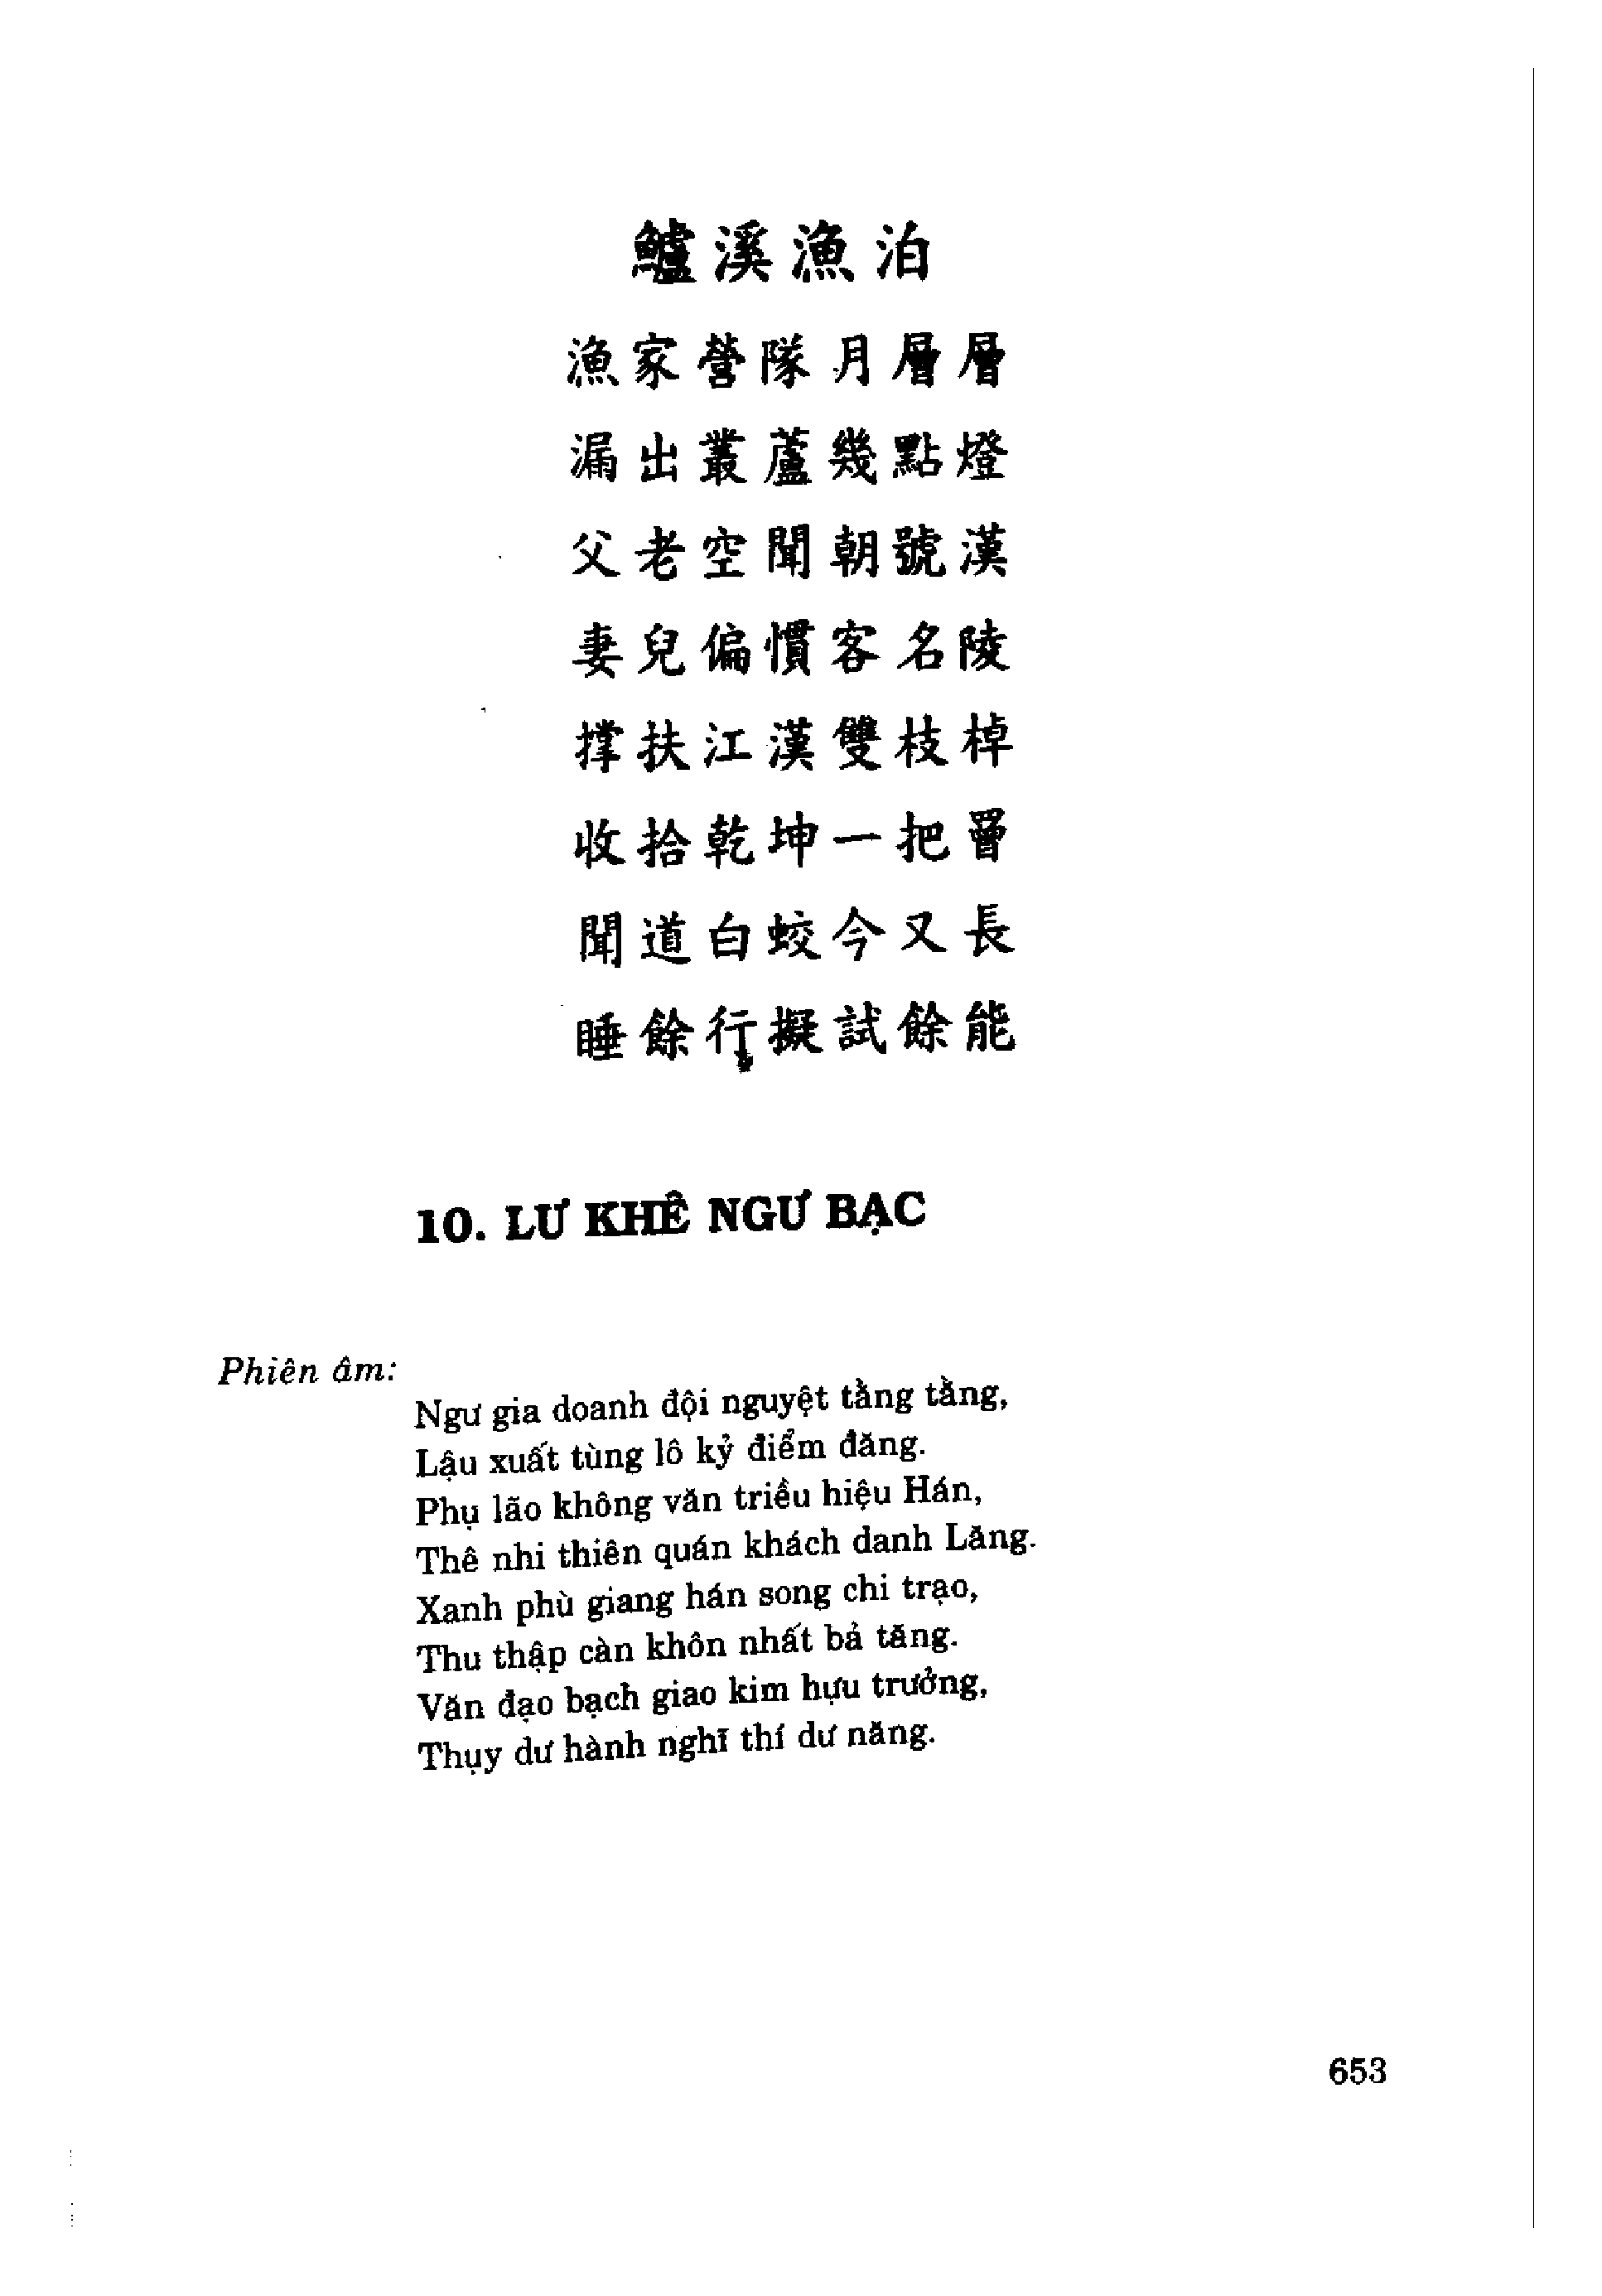 鱸溪漁泊
漁家營隊月層層
漏出叢蘆幾點燈
父老空聞朝號漢
妻兒偏慣客名陵
撑扶江漢雙枝棹
收拾乾坤一把罾
聞道白蛟今又長
睡餘行擬試餘能
10. LƯ KHÊ NGƯ BẠC
Phiên âm:
Ngư gia doanh đội nguyệt tằng tằng,
Lậu xuất tùng lô kỷ điểm đăng.
Phụ lão không văn triều hiệu Hán,
Thê nhi thiên quán khách danh Lăng.
Xanh phù giang hán song chi trạo,
Thu thập càn khôn nhất bả tăng.
Văn đạo bạch giao kim hựu trưởng,
Thụy dư hành nghĩ thí dư năng.
653